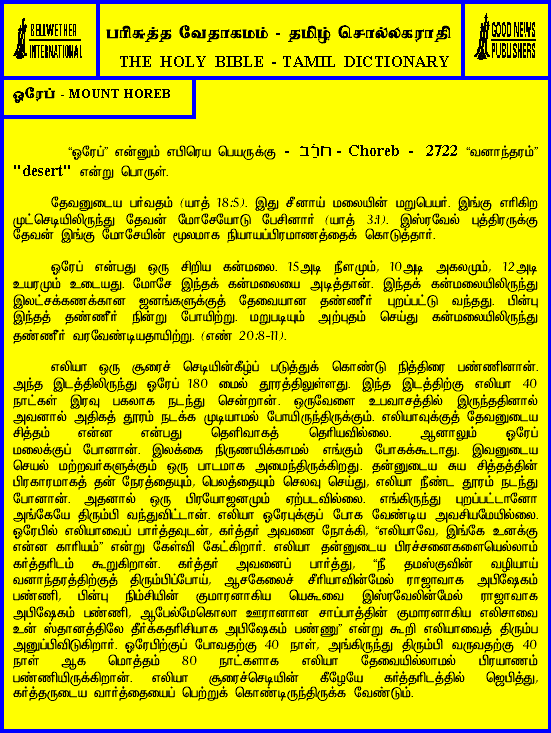 BELLWETHER
INTERNATIONAL
பரிசுத்த வேதாகமம் - தமிழ் சொல்லகராதி
THE HOLY BIBLE - TAMIL DICTIONARY
GOOD NEWS
PUBLISHERS
ஓரேப் - MOUNT HOREB
“ஓரேப்” என்னும் எபிரெய பெயருக்கு - חֹרֵב - Choreb - 2722 “வனாந்தரம்”
"desert" என்று பொருள்.
தேவனுடைய பர்வதம் (யாத் 18:5). இது சீனாய் மலையின் மறுபெயர். இங்கு எரிகிற
முட்செடியிலிருந்து தேவன் மோசேயோடு பேசினார் (யாத் 3:1). இஸ்ரவேல் புத்திரருக்கு
தேவன் இங்கு மோசேயின் மூலமாக நியாயப்பிரமாணத்தைக் கொடுத்தார்.
ஓரேப் என்பது ஒரு சிறிய கன்மலை. 15அடி நீளமும், 10அடி அகலமும், 12அடி
உயரமும் உடையது. மோசே இந்தக் கன்மலையை அடித்தான். இந்தக் கன்மலையிலிருந்து
இலட்சக்கணக்கான ஜனங்களுக்குத் தேவையான தண்ணீர் புறப்பட்டு வந்தது. பின்பு
இந்தத் தண்ணீர் நின்று போயிற்று. மறுபடியும் அற்புதம் செய்து கன்மலையிலிருந்து
தண்ணீர் வரவேண்டியதாயிற்று. (எண் 20:8-11).
எலியா ஒரு சூரைச் செடியின்கீழ்ப் படுத்துக் கொண்டு நித்திரை பண்ணினான்.
அந்த இடத்திலிருந்து ஓரேப் 180 மைல் தூரத்திலுள்ளது. இந்த இடத்திற்கு எலியா 40
நாட்கள் இரவு பகலாக நடந்து சென்றான். ஒருவேளை உபவாசத்தில் இருந்ததினால்
அவனால் அதிகத் தூரம் நடக்க முடியாமல் போயிருந்திருக்கும். எலியாவுக்குத் தேவனுடைய
சித்தம் என்ன என்பது தெளிவாகத் தெரியவில்லை. ஆனாலும் ஓரேப்
மலைக்குப் போனான். இலக்கை நிருணயிக்காமல் எங்கும் போகக்கூடாது. இவனுடைய
செயல் மற்றவர்களுக்கும் ஒரு பாடமாக அமைந்திருக்கிறது. தன்னுடைய சுய சித்தத்தின்
பிரகாரமாகத் தன் நேரத்தையும், பெலத்தையும் செலவு செய்து, எலியா நீண்ட தூரம் நடந்து
போனான். அதனால் ஒரு பிரயோஜனமும் ஏற்படவில்லை. எங்கிருந்து புறப்பட்டானோ
அங்கேயே திரும்பி வந்துவிட்டான். எலியா ஓரேபுக்குப் போக வேண்டிய அவசியமேயில்லை.
ஓரேபில் எலியாவைப் பார்த்தவுடன், கர்த்தர் அவனை நோக்கி, “எலியாவே, இங்கே உனக்கு
என்ன காரியம்” என்று கேள்வி கேட்கிறார். எலியா தன்னுடைய பிரச்சனைகளையெல்லாம்
கர்த்தரிடம் கூறுகிறான். கர்த்தர் அவனைப் பார்த்து, “நீ தமஸ்குவின் வழியாய்
வனாந்தரத்திற்குத் திரும்பிப்போய், ஆசகேலைச் சீரியாவின்மேல் ராஜாவாக அபிஷேகம்
பண்ணி, பின்பு நிம்சியின் குமாரனாகிய யெகூவை இஸ்ரவேலின்மேல் ராஜாவாக
அபிஷேகம் பண்ணி, ஆபேல்மேகொலா ஊரானான சாப்பாத்தின் குமாரனாகிய எலிசாவை
உன் ஸ்தானத்திலே தீர்க்கதரிசியாக அபிஷேகம் பண்ணு” என்று கூறி எலியாவைத் திரும்ப
அனுப்பிவிடுகிறார். ஓரேபிற்குப் போவதற்கு 40 நாள், அங்கிருந்து திரும்பி வருவதற்கு 40
நாள் ஆக மொத்தம் 80 நாட்களாக எலியா தேவையில்லாமல் பிரயாணம்
பண்ணியிருக்கிறான். எலியா சூரைச்செடியின் கீழேயே கர்த்தரிடத்தில் ஜெபித்து,
கர்த்தருடைய வார்த்தையைப் பெற்றுக் கொண்டிருந்திருக்க வேண்டும்.